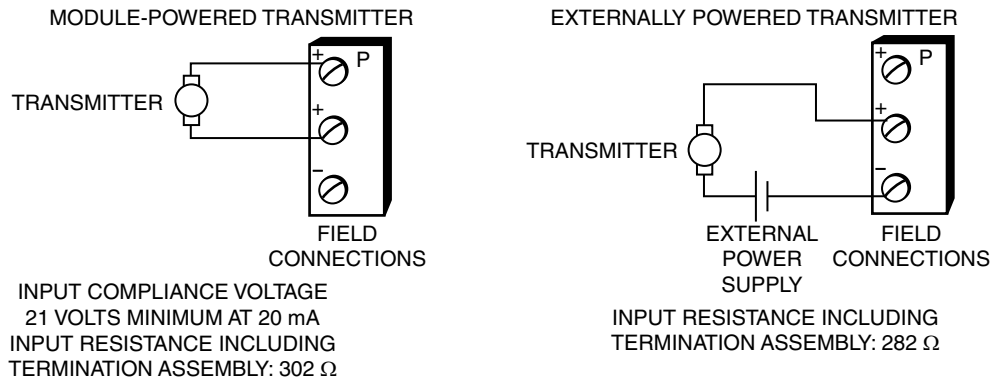 MODULE-POWERED TRANSMITTER
+
P
TRANSMITTER
+
–
FIELD
CONNECTIONS
INPUT COMPLIANCE VOLTAGE
21 VOLTS MINIMUM AT 20 mA
INPUT RESISTANCE INCLUDING
TERMINATION ASSEMBLY: 302 Ω
EXTERNALLY POWERED TRANSMITTER
+
P
+
TRANSMITTER
–
EXTERNAL
POWER
SUPPLY
FIELD
CONNECTIONS
INPUT RESISTANCE INCLUDING
TERMINATION ASSEMBLY: 282 Ω